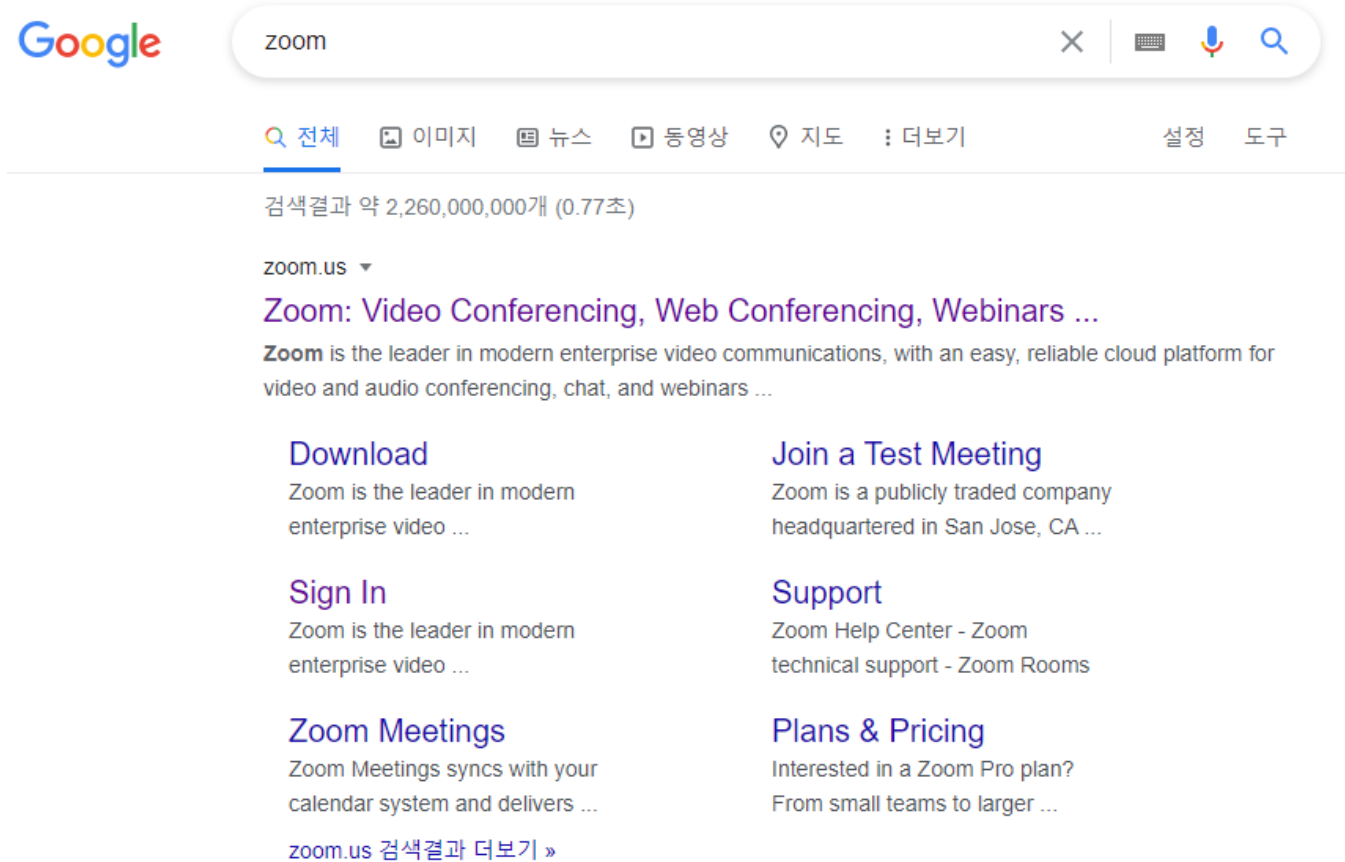 Google
zoom
전체 이미지 뉴스 동영상 지도 더보기 설정 도구
검색결과 약 2,260,000,000개 (0.77초)
zoom.us
Zoom: Video Conferencing, Web Conferencing, Webinars ...
Zoom is the leader in modern enterprise video communications, with an easy, reliable cloud platform for
video and audio conferencing, chat, and webinars ...
Download
Zoom is the leader in modern
enterprise video ...
Join a Test Meeting
Zoom is a publicly traded company
headquartered in San Jose, CA ...
Sign In
Zoom is the leader in modern
enterprise video ...
Support
Zoom Help Center - Zoom
technical support - Zoom Rooms
Zoom Meetings
Zoom Meetings syncs with your
calendar system and delivers ...
Plans & Pricing
Interested in a Zoom Pro plan?
From small teams to larger ...
zoom.us 검색결과 더보기 »